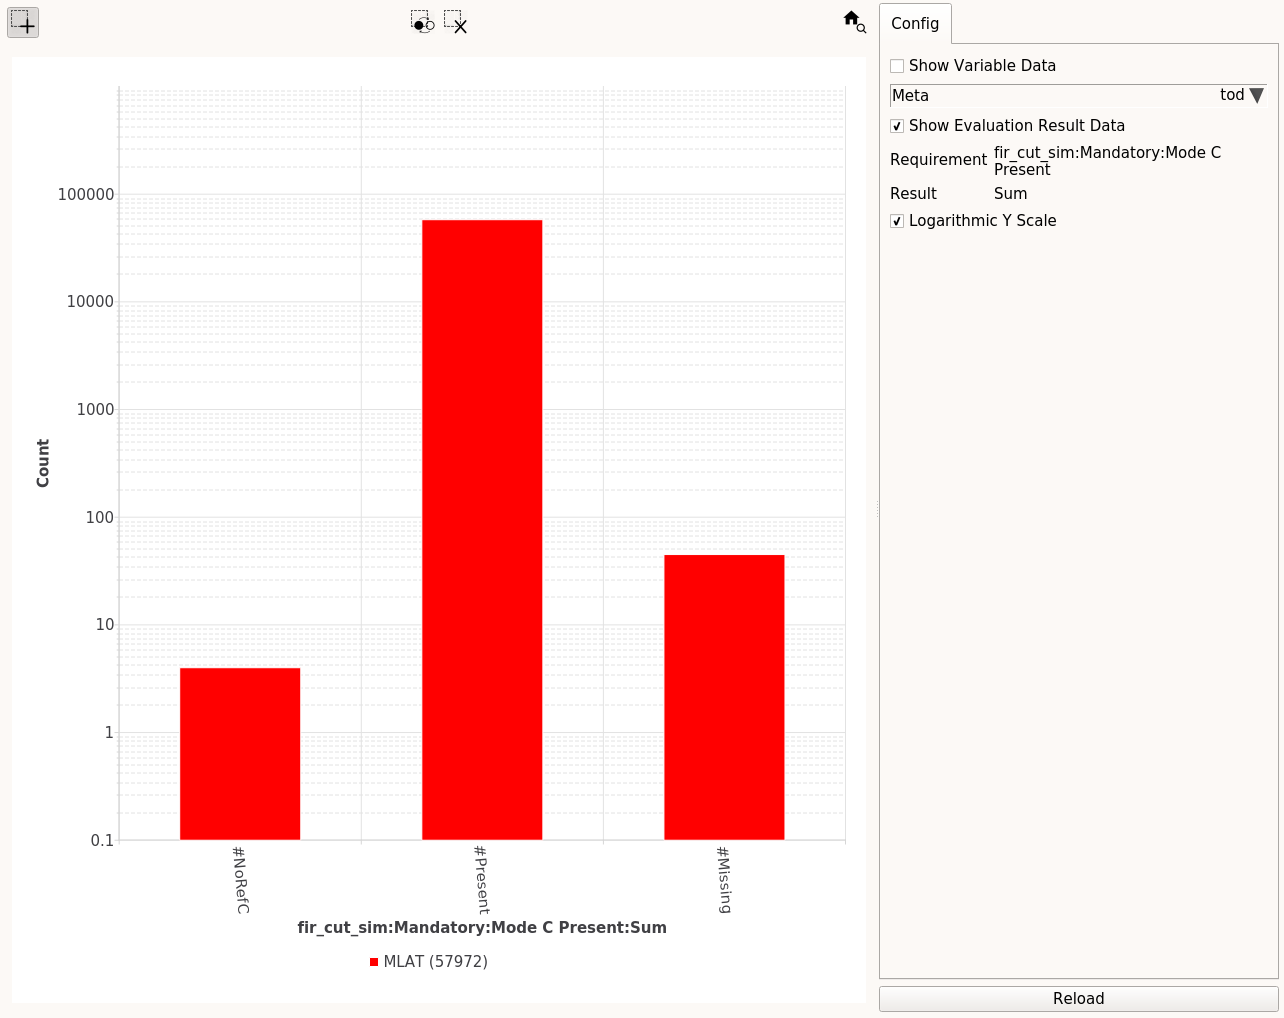 Config
Show Variable Data
Meta tod
Show Evaluation Result Data
Requirement fir_cut_sim:Mandatory:Mode C
Present
Result Sum
Logarithmic Y Scale
Reload
100000
10000
1000
100
10
1
0.1
Count
#NoRefC #Present #Missing
fir_cut_sim:Mandatory:Mode C Present:Sum
MLAT (57972)